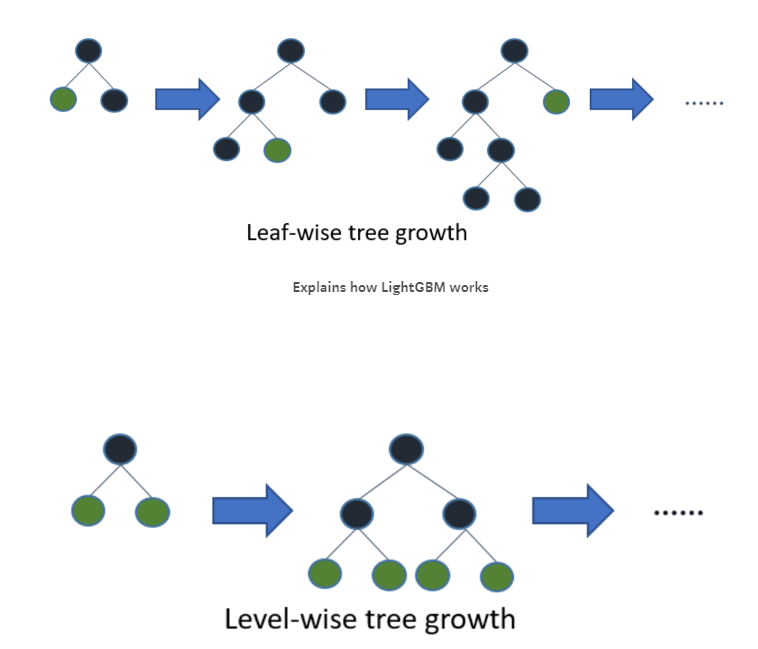 ......
Leaf-wise tree growth
Explains how LightGBM works
......
Level-wise tree growth